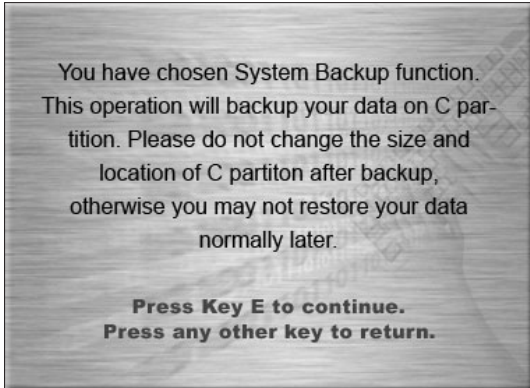 You have chosen System Backup function.
This operation will backup your data on C par-
tition. Please do not change the size and
location of C partiton after backup,
otherwise you may not restore your data
normally later.
Press Key E to continue.
Press any other key to return.